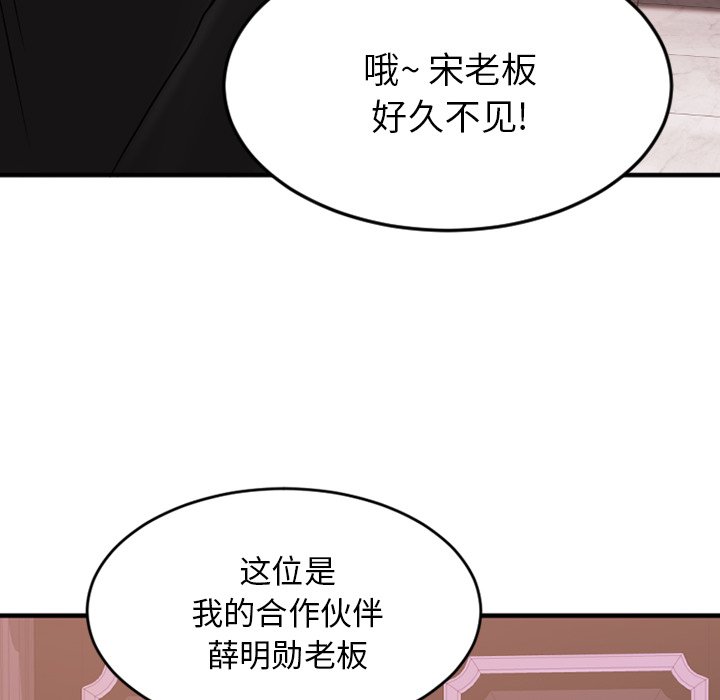 哦~ 宋老板
好久不见!
这位是
我的合作伙伴
薛明勋老板